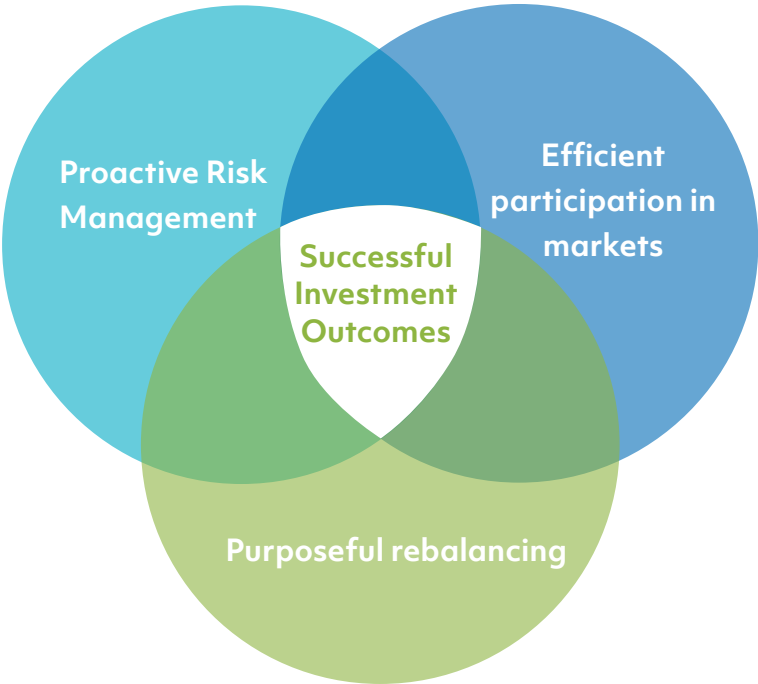 Proactive Risk
Management
Efficient
participation in
markets
Successful
Investment
Outcomes
Purposeful rebalancing